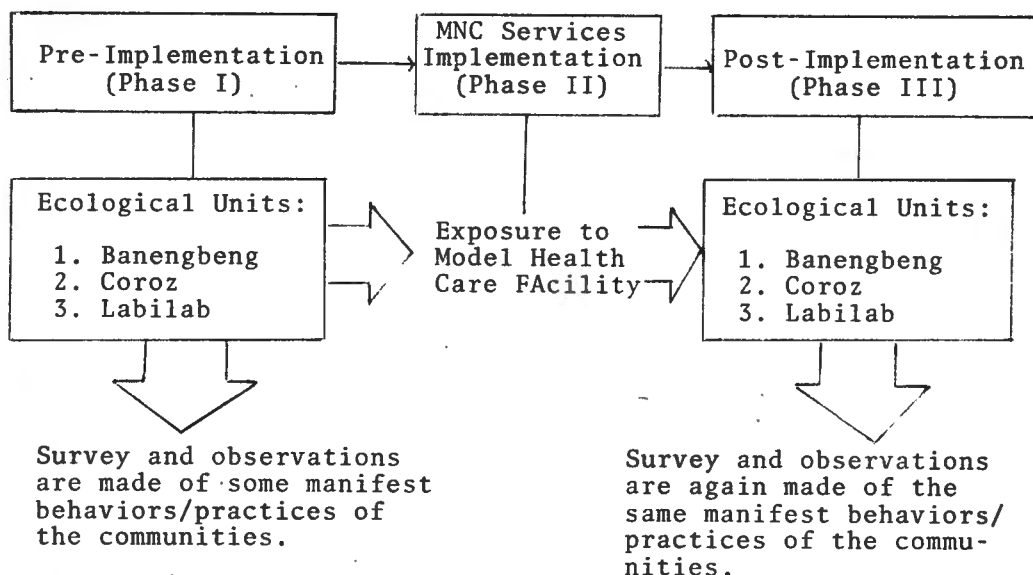 Pre-Implementation
(Phase I)
MNC Services
Implementation
(Phase II)
Post-Implementation
(Phase III)
Ecological Units:
1. Banengbeng
2. Coroz
3. Labilab
Exposure to
Model Health
Care FAcility
Ecological Units:
1. Banengbeng
2. Coroz
3. Labilab
Survey and observations
are made of some manifest
behaviors/practices of
the communities.
Survey and observations
are again made of the
same manifest behaviors/
practices of the commu-
nities.